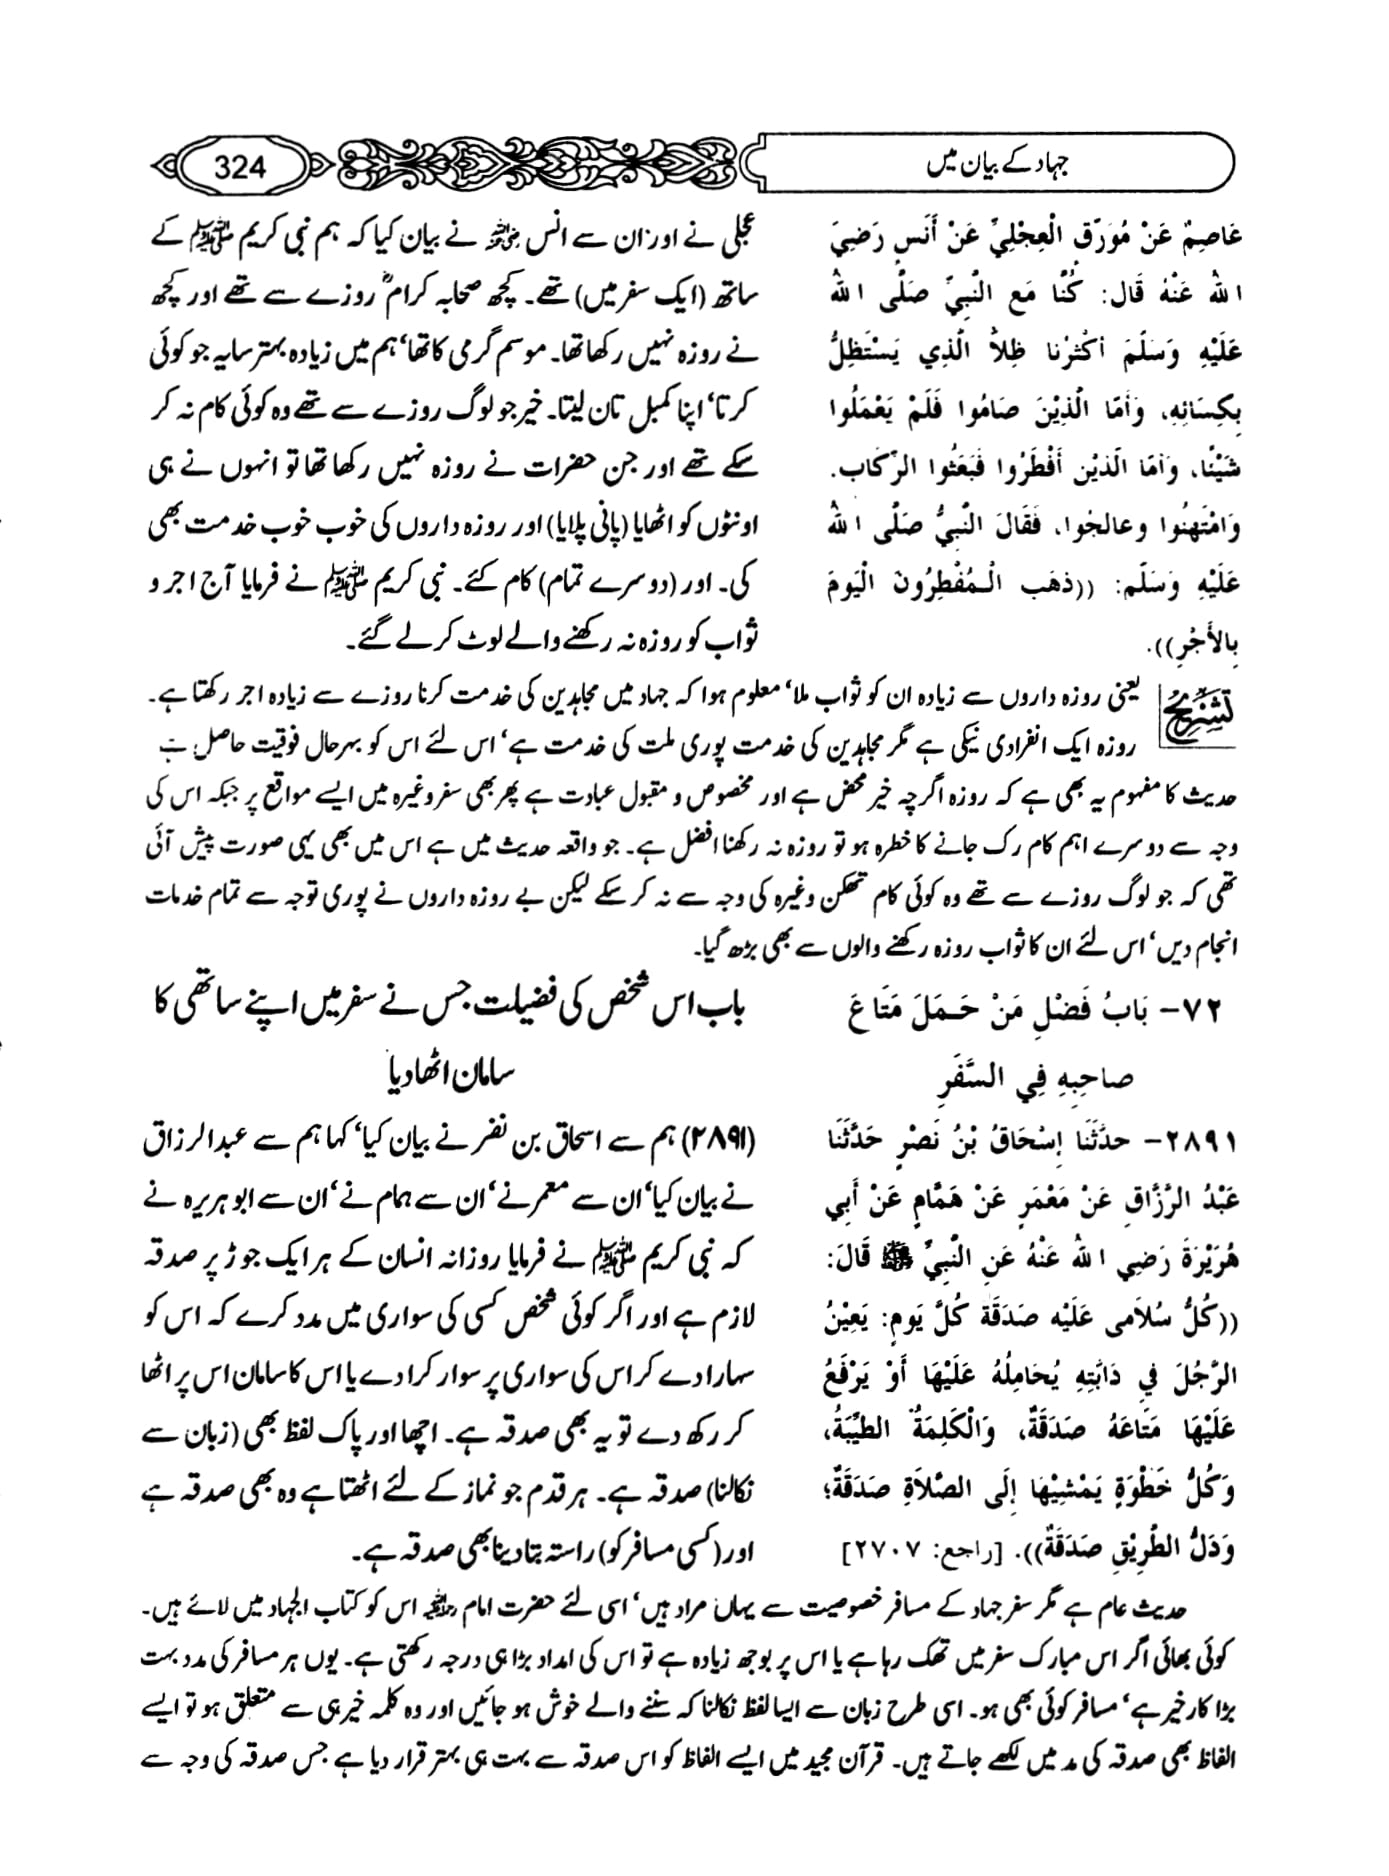 جہاد کے بیان میں
324
عَاصِمٌ عَنْ مُوَرِّقٍ الْعِجْلِيِّ عَنْ أَنَسٍ رَضِيَ
اللهُ عَنْهُ قَالَ: كُنَّا مَعَ النَّبِيِّ صَلَّى اللهُ
عَلَيْهِ وَسَلَّمَ أَكْثَرُنَا ظِلاًّ الَّذِي يَسْتَظِلُّ
بِكِسَائِهِ، وَأَمَّا الَّذِيْنَ صَامُوا فَلَمْ يَعْمَلُوا
شَيْئًا، وَأَمَّا الَّذِيْنَ أَفْطَرُوا فَبَعَثُوا الرِّكَابَ.
وَامْتَهَنُوا وَعَالَجُوا، فَقَالَ النَّبِيُّ صَلَّى اللهُ
عَلَيْهِ وَسَلَّمَ: ((ذَهَبَ الْـمُفْطِرُونَ الْيَومَ
بِالأَجْرِ)).
عجلی نے اور ان سے انس رضی اللہ عنہ نے بیان کیا کہ ہم نبی کریم ﷺ کے
ساتھ (ایک سفر میں) تھے۔ کچھ صحابہ کرامؓ روزے سے تھے اور کچھ
نے روزہ نہیں رکھا تھا۔ موسم گرمی کا تھا‘ ہم میں زیادہ بہتر سایہ جو کوئی
کرتا‘ اپنا کمبل تان لیتا۔ خیر جو لوگ روزے سے تھے وہ کوئی کام نہ کر
سکے تھے اور جن حضرات نے روزہ نہیں رکھا تھا تو انہوں نے ہی
اونٹوں کو اٹھایا (پانی پلایا) اور روزہ داروں کی خوب خوب خدمت بھی
کی۔ اور (دوسرے تمام) کام کئے۔ نبی کریم ﷺ نے فرمایا آج اجر و
ثواب کو روزہ نہ رکھنے والے لوٹ کر لے گئے۔
تشریح یعنی روزہ داروں سے زیادہ ان کو ثواب ملا‘ معلوم ہوا کہ جہاد میں مجاہدین کی خدمت کرنا روزے سے زیادہ اجر رکھتا ہے۔
روزہ ایک انفرادی نیکی ہے مگر مجاہدین کی خدمت پوری ملت کی خدمت ہے‘ اس لئے اس کو بہرحال فوقیت حاصل ہے
حدیث کا مفہوم یہ بھی ہے کہ روزہ اگرچہ خیر محض ہے اور مخصوص و مقبول عبادت ہے پھر بھی سفر وغیرہ میں ایسے مواقع پر جبکہ اس کی
وجہ سے دوسرے اہم کام رک جانے کا خطرہ ہو تو روزہ نہ رکھنا افضل ہے۔ جو واقعہ حدیث میں ہے اس میں بھی یہی صورت پیش آئی
تھی کہ جو لوگ روزے سے تھے وہ کوئی کام تھکن وغیرہ کی وجہ سے نہ کر سکے لیکن بے روزہ داروں نے پوری توجہ سے تمام خدمات
انجام دیں‘ اس لئے ان کا ثواب روزہ رکھنے والوں سے بھی بڑھ گیا۔
٧٢- بَابُ فَضْلِ مَنْ حَـمَلَ مَتَاعَ
صَاحِبِهِ فِي السَّفَرِ
باب اس شخص کی فضیلت جس نے سفر میں اپنے ساتھی کا
سامان اٹھا دیا
٢٨٩١- حدَّثَنَا إِسْحَاقُ بْنُ نَصْرٍ حَدَّثَنَا
عَبْدُ الرَّزَّاقِ عَنْ مَعْمَرٍ عَنْ هَمَّامٍ عَنْ أَبِي
هُرَيْرَةَ رَضِي اللهُ عَنْهُ عَنِ النَّبِيِّ ﷺ قَالَ:
((كُلُّ سُلاَمى عَلَيْهِ صَدَقَةٌ كُلَّ يَومٍ: يَعِيْنُ
الرَّجُلَ فِي دَابَّتِهِ يُحَامِلُهُ عَلَيْهَا أَوْ يَرْفَعُ
عَلَيْهَا مَتَاعَهُ صَدَقَةٌ، وَالْكَلِمَةُ الطَّيِّبَةُ،
وَكُلُّ خَطْوَةٍ يَمْشِيْهَا إِلَى الصَّلاَةِ صَدَقَةٌ؛
وَدَلُّ الطَّرِيْقِ صَدَقَةٌ)). [راجع: ٢٧٠٧]
(۲۸۹۱) ہم سے اسحاق بن نضر نے بیان کیا‘ کہا ہم سے عبدالرزاق
نے بیان کیا‘ ان سے معمر نے‘ ان سے ہمام نے‘ ان سے ابو ہریرہ نے
کہ نبی کریم ﷺ نے فرمایا روزانہ انسان کے ہر ایک جوڑ پر صدقہ
لازم ہے اور اگر کوئی شخص کسی کی سواری میں مدد کرے کہ اس کو
سہارا دے کر اس کی سواری پر سوار کرا دے یا اس کا سامان اس پر اٹھا
کر رکھ دے تو یہ بھی صدقہ ہے۔ اچھا اور پاک لفظ بھی (زبان سے
نکالنا) صدقہ ہے۔ ہر قدم جو نماز کے لئے اٹھتا ہے وہ بھی صدقہ ہے
اور (کسی مسافر کو) راستہ بتا دینا بھی صدقہ ہے۔
حدیث عام ہے مگر سفر جہاد کے مسافر خصوصیت سے یہاں مراد ہیں‘ اسی لئے حضرت امام رحمۃ اللہ علیہ اس کو کتاب الجہاد میں لائے ہیں۔
کوئی بھائی اگر اس مبارک سفر میں تھک رہا ہے یا اس پر بوجھ زیادہ ہے تو اس کی امداد بڑا ہی درجہ رکھتی ہے۔ یوں ہر مسافر کی مدد بہت
بڑا کار خیر ہے‘ مسافر کوئی بھی ہو۔ اسی طرح زبان سے ایسا لفظ نکالنا کہ سننے والے خوش ہو جائیں اور وہ کلمہ خیر ہی سے متعلق ہو تو ایسے
الفاظ بھی صدقہ کی مد میں لکھے جاتے ہیں۔ قرآن مجید میں ایسے الفاظ کو اس صدقہ سے بہت ہی بہتر قرار دیا ہے جس صدقہ کی وجہ سے